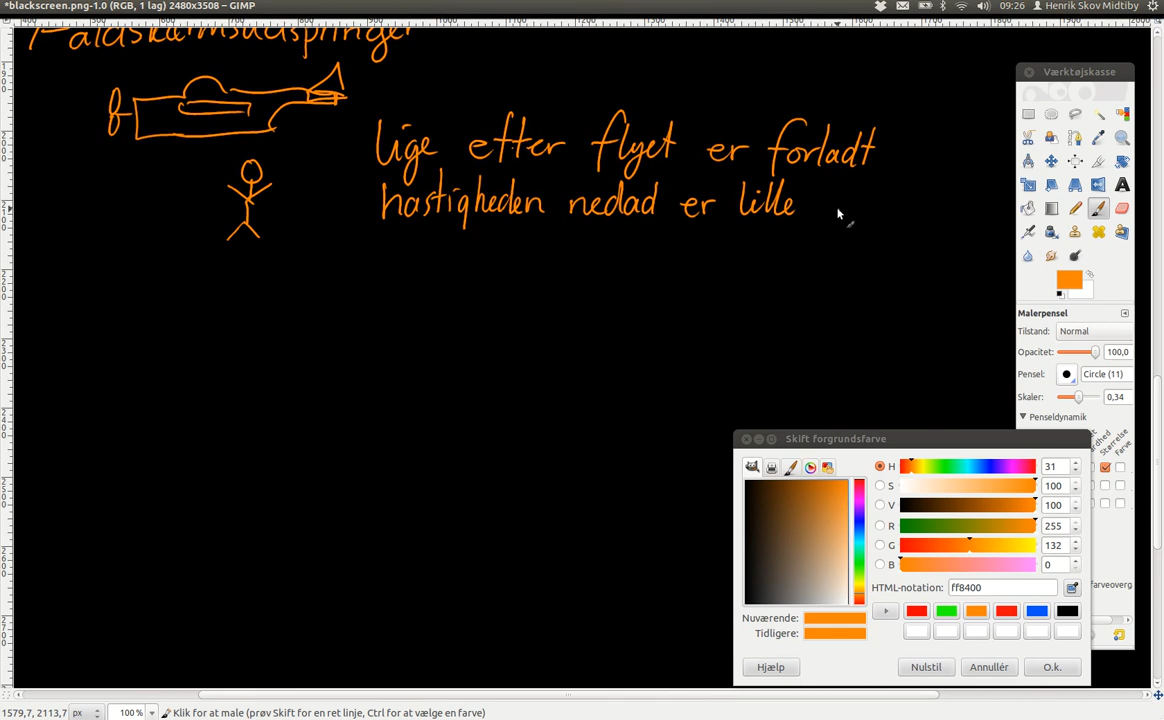 *blackscreen.png-1.0 (RGB, 1 lag) 2480x3508 – GIMP
09:26
Henrik Skov Midtiby
Faldskærmsudspringer
Lige efter flyet er forladt
hastigheden nedad er lille
Værktøjskasse
Malerpensel
Tilstand: Normal
Opacitet: 100,0
Pensel: Circle (11)
Skaler: 0,34
Penseldynamik
Størrelse
Farve
Skift forgrundsfarve
H 31
S 100
V 100
R 255
G 132
B 0
HTML-notation: ff8400
Nuværende:
Tidligere:
Hjælp
Nulstil
Annullér
O.k.
farveoverg
1579,7, 2113,7 px 100% Klik for at male (prøv Skift for en ret linje, Ctrl for at vælge en farve)